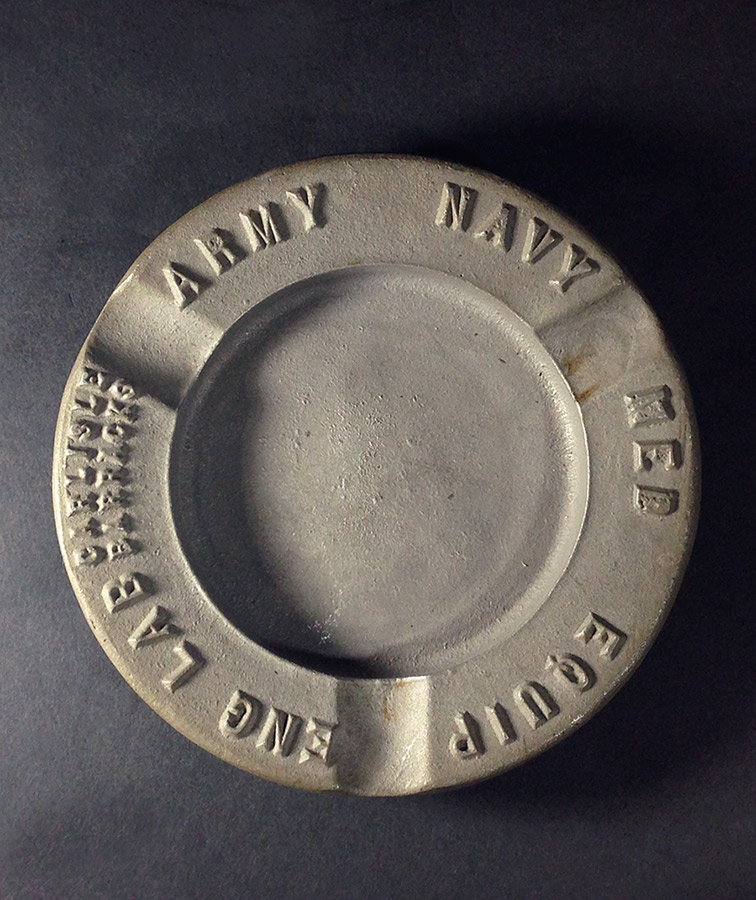 ARMY NAVY MED EQUIP ENG LAB
CARLISLE
BARRACKS